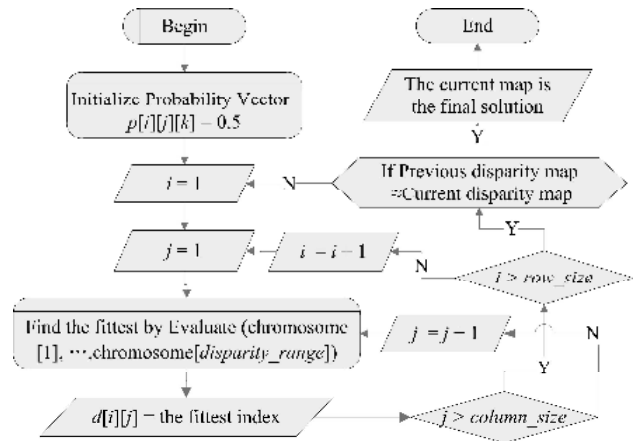 Begin
End
Initialize Probability Vector
p[i][j][k] = 0.5
The current map is
the final solution
Y
i = 1
N
If Previous disparity map
≈Current disparity map
Y
j = 1
i = i − 1
N
i > row_size
Find the fittest by Evaluate (chromosome
[1], ⋯,chromosome[disparity_range])
j = j − 1
N
Y
d[i][j] = the fittest index
j > column_size